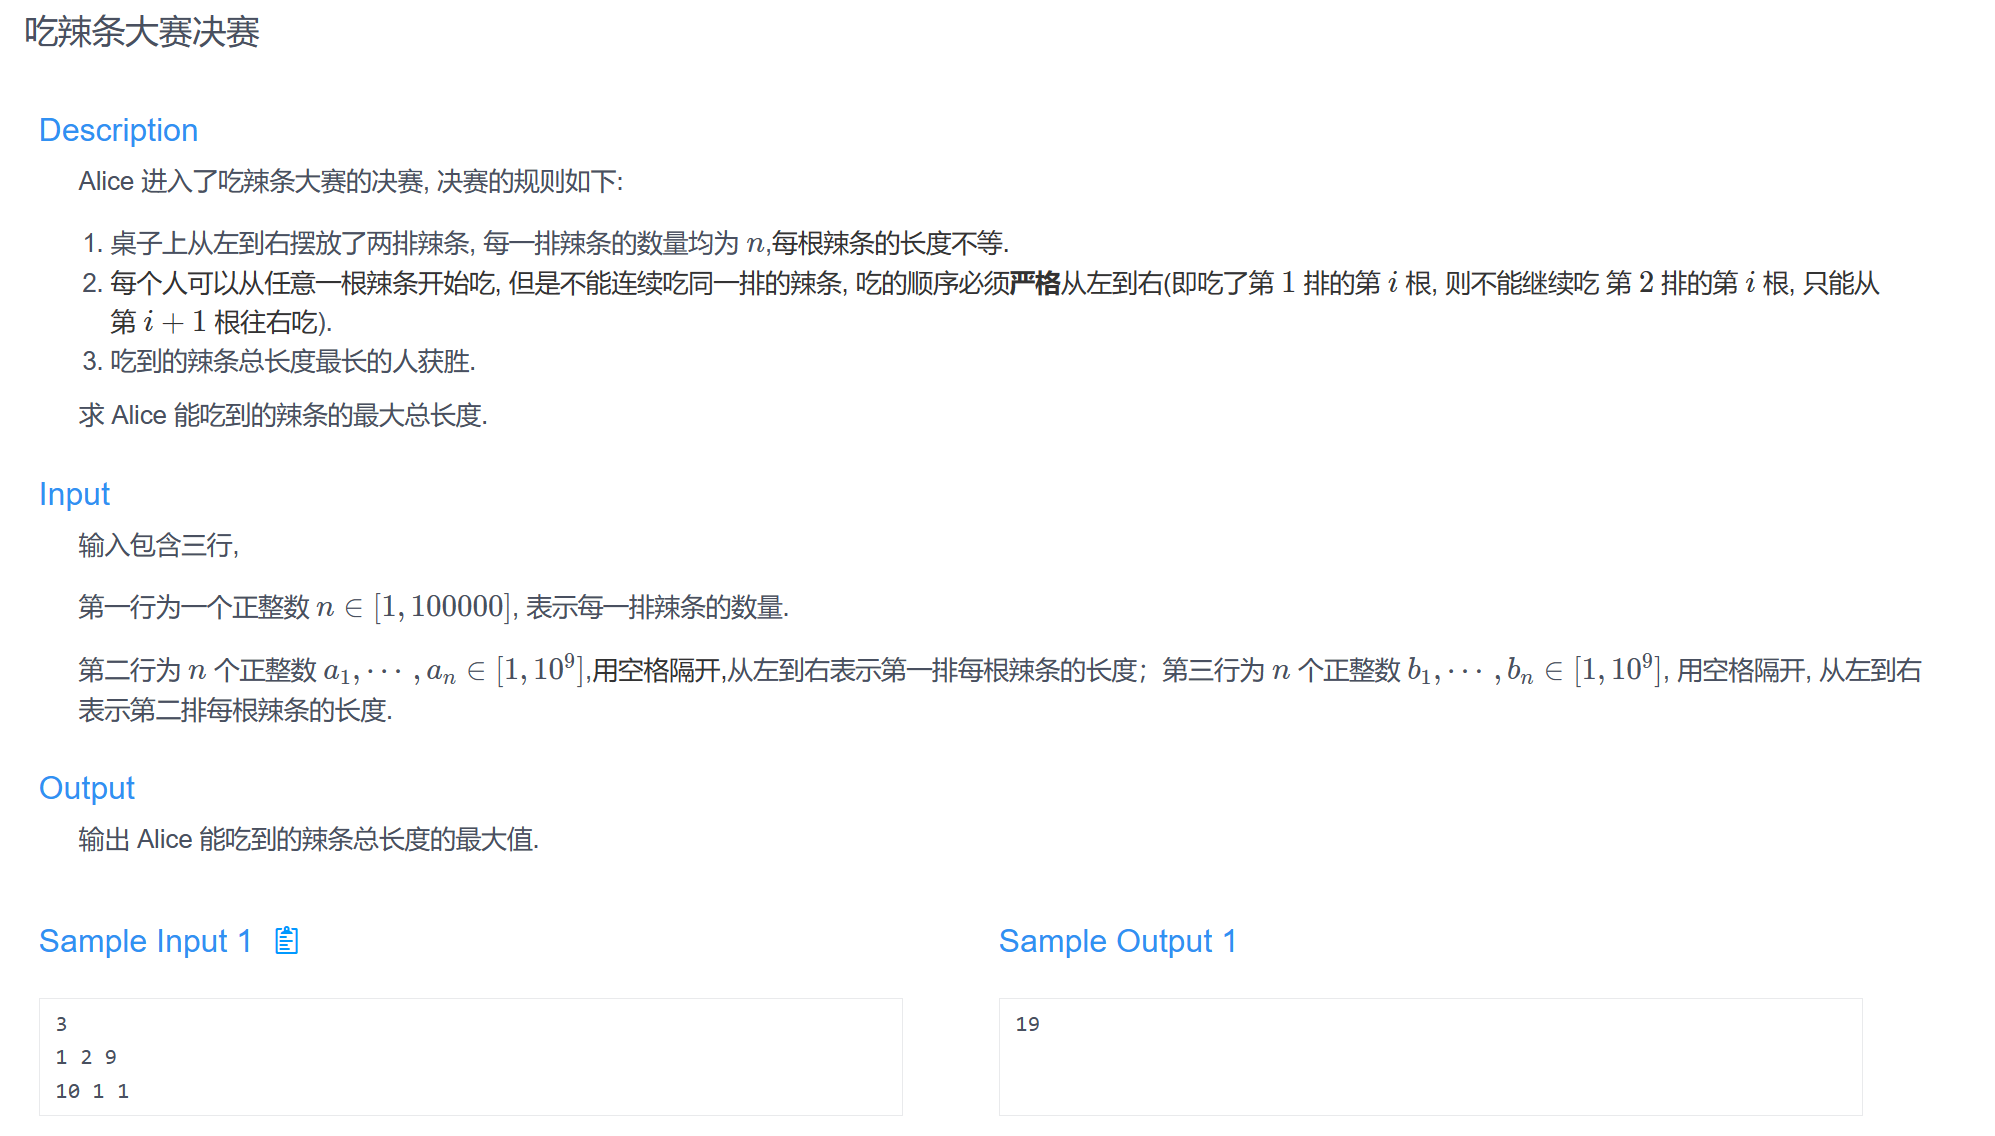 吃辣条大赛决赛
Description
Alice 进入了吃辣条大赛的决赛, 决赛的规则如下:
1. 桌子上从左到右摆放了两排辣条, 每一排辣条的数量均为 n,每根辣条的长度不等.
2. 每个人可以从任意一根辣条开始吃, 但是不能连续吃同一排的辣条, 吃的顺序必须严格从左到右(即吃了第 1 排的第 i 根, 则不能继续吃 第 2 排的第 i 根, 只能从
第 i + 1 根往右吃).
3. 吃到的辣条总长度最长的人获胜.
求 Alice 能吃到的辣条的最大总长度.
Input
输入包含三行,
第一行为一个正整数 n ∈ [1, 100000], 表示每一排辣条的数量.
第二行为 n 个正整数 a₁, ⋯ , aₙ ∈ [1, 10⁹],用空格隔开,从左到右表示第一排每根辣条的长度；第三行为 n 个正整数 b₁, ⋯ , bₙ ∈ [1, 10⁹], 用空格隔开, 从左到右
表示第二排每根辣条的长度.
Output
输出 Alice 能吃到的辣条总长度的最大值.
Sample Input 1
3
1 2 9
10 1 1
Sample Output 1
19